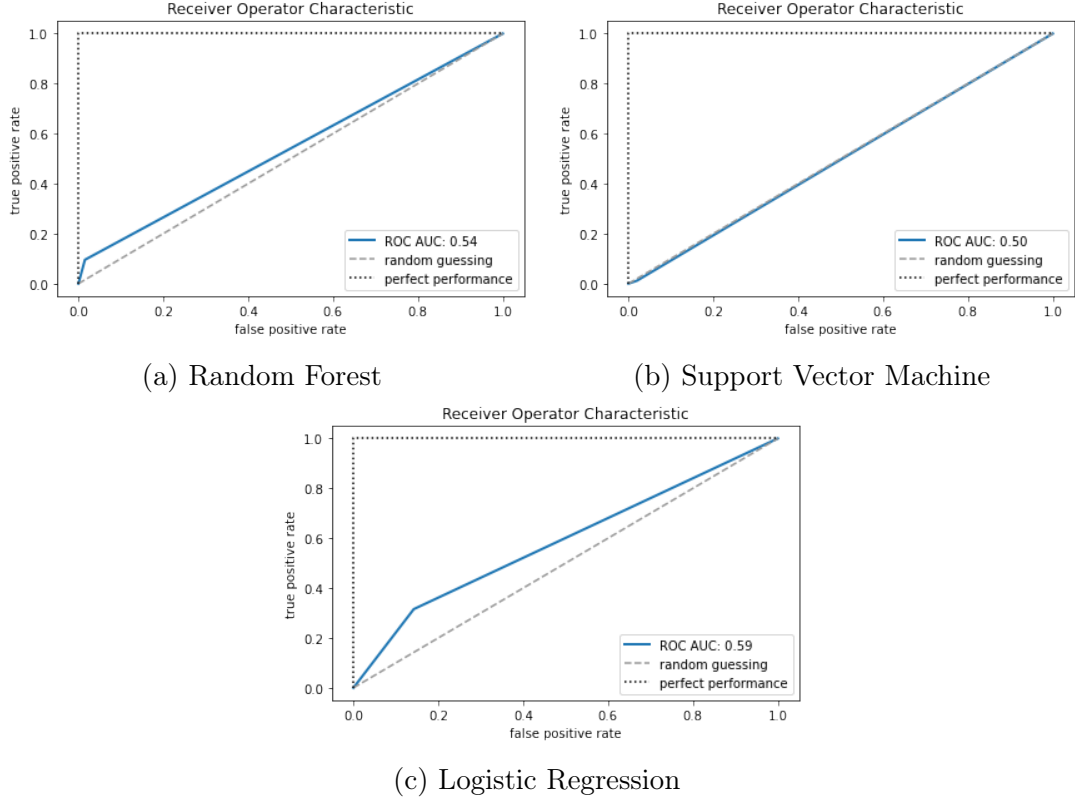 Receiver Operator Characteristic
1.0
0.8
0.6
0.4
0.2
0.0
true positive rate
ROC AUC: 0.54
random guessing
perfect performance
0.0 0.2 0.4 0.6 0.8 1.0
false positive rate
(a) Random Forest
Receiver Operator Characteristic
1.0
0.8
0.6
0.4
0.2
0.0
true positive rate
ROC AUC: 0.50
random guessing
perfect performance
0.0 0.2 0.4 0.6 0.8 1.0
false positive rate
(b) Support Vector Machine
Receiver Operator Characteristic
1.0
0.8
0.6
0.4
0.2
0.0
true positive rate
ROC AUC: 0.59
random guessing
perfect performance
0.0 0.2 0.4 0.6 0.8 1.0
false positive rate
(c) Logistic Regression